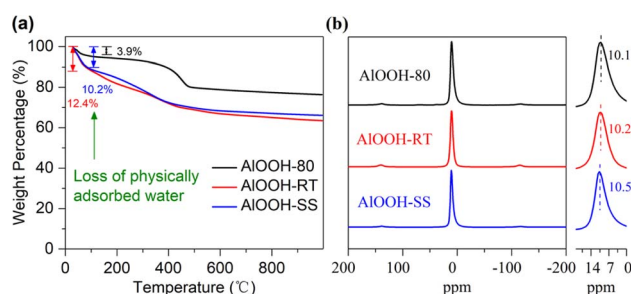 (a)
Weight Percentage (%)
100
80
60
40
20
0
3.9%
10.2%
12.4%
Loss of physically
adsorbed water
AlOOH-80
AlOOH-RT
AlOOH-SS
0 200 400 600 800
Temperature (℃)
(b)
AlOOH-80
10.1
AlOOH-RT
10.2
AlOOH-SS
10.5
200 100 0 -100 -200
ppm
14 7 0
ppm